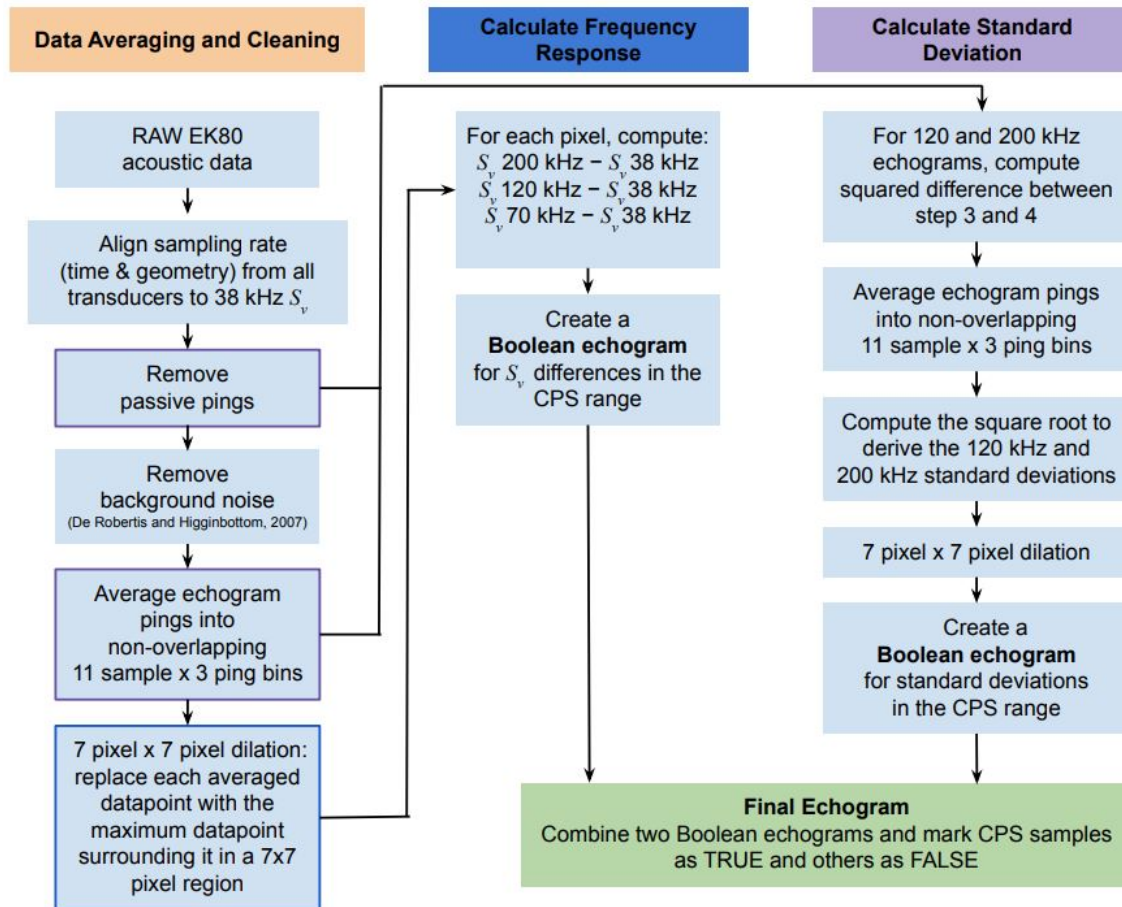 Data Averaging and Cleaning
RAW EK80
acoustic data
Align sampling rate
(time & geometry) from all
transducers to 38 kHz Sv
Remove
passive pings
Remove
background noise
(De Robertis and Higginbottom, 2007)
Average echogram
pings into
non-overlapping
11 sample x 3 ping bins
7 pixel x 7 pixel dilation:
replace each averaged
datapoint with the
maximum datapoint
surrounding it in a 7x7
pixel region
Calculate Frequency
Response
For each pixel, compute:
Sv 200 kHz − Sv 38 kHz
Sv 120 kHz − Sv 38 kHz
Sv 70 kHz − Sv 38 kHz
Create a
Boolean echogram
for Sv differences in the
CPS range
Calculate Standard
Deviation
For 120 and 200 kHz
echograms, compute
squared difference between
step 3 and 4
Average echogram pings
into non-overlapping
11 sample x 3 ping bins
Compute the square root to
derive the 120 kHz and
200 kHz standard deviations
7 pixel x 7 pixel dilation
Create a
Boolean echogram
for standard deviations
in the CPS range
Final Echogram
Combine two Boolean echograms and mark CPS samples
as TRUE and others as FALSE